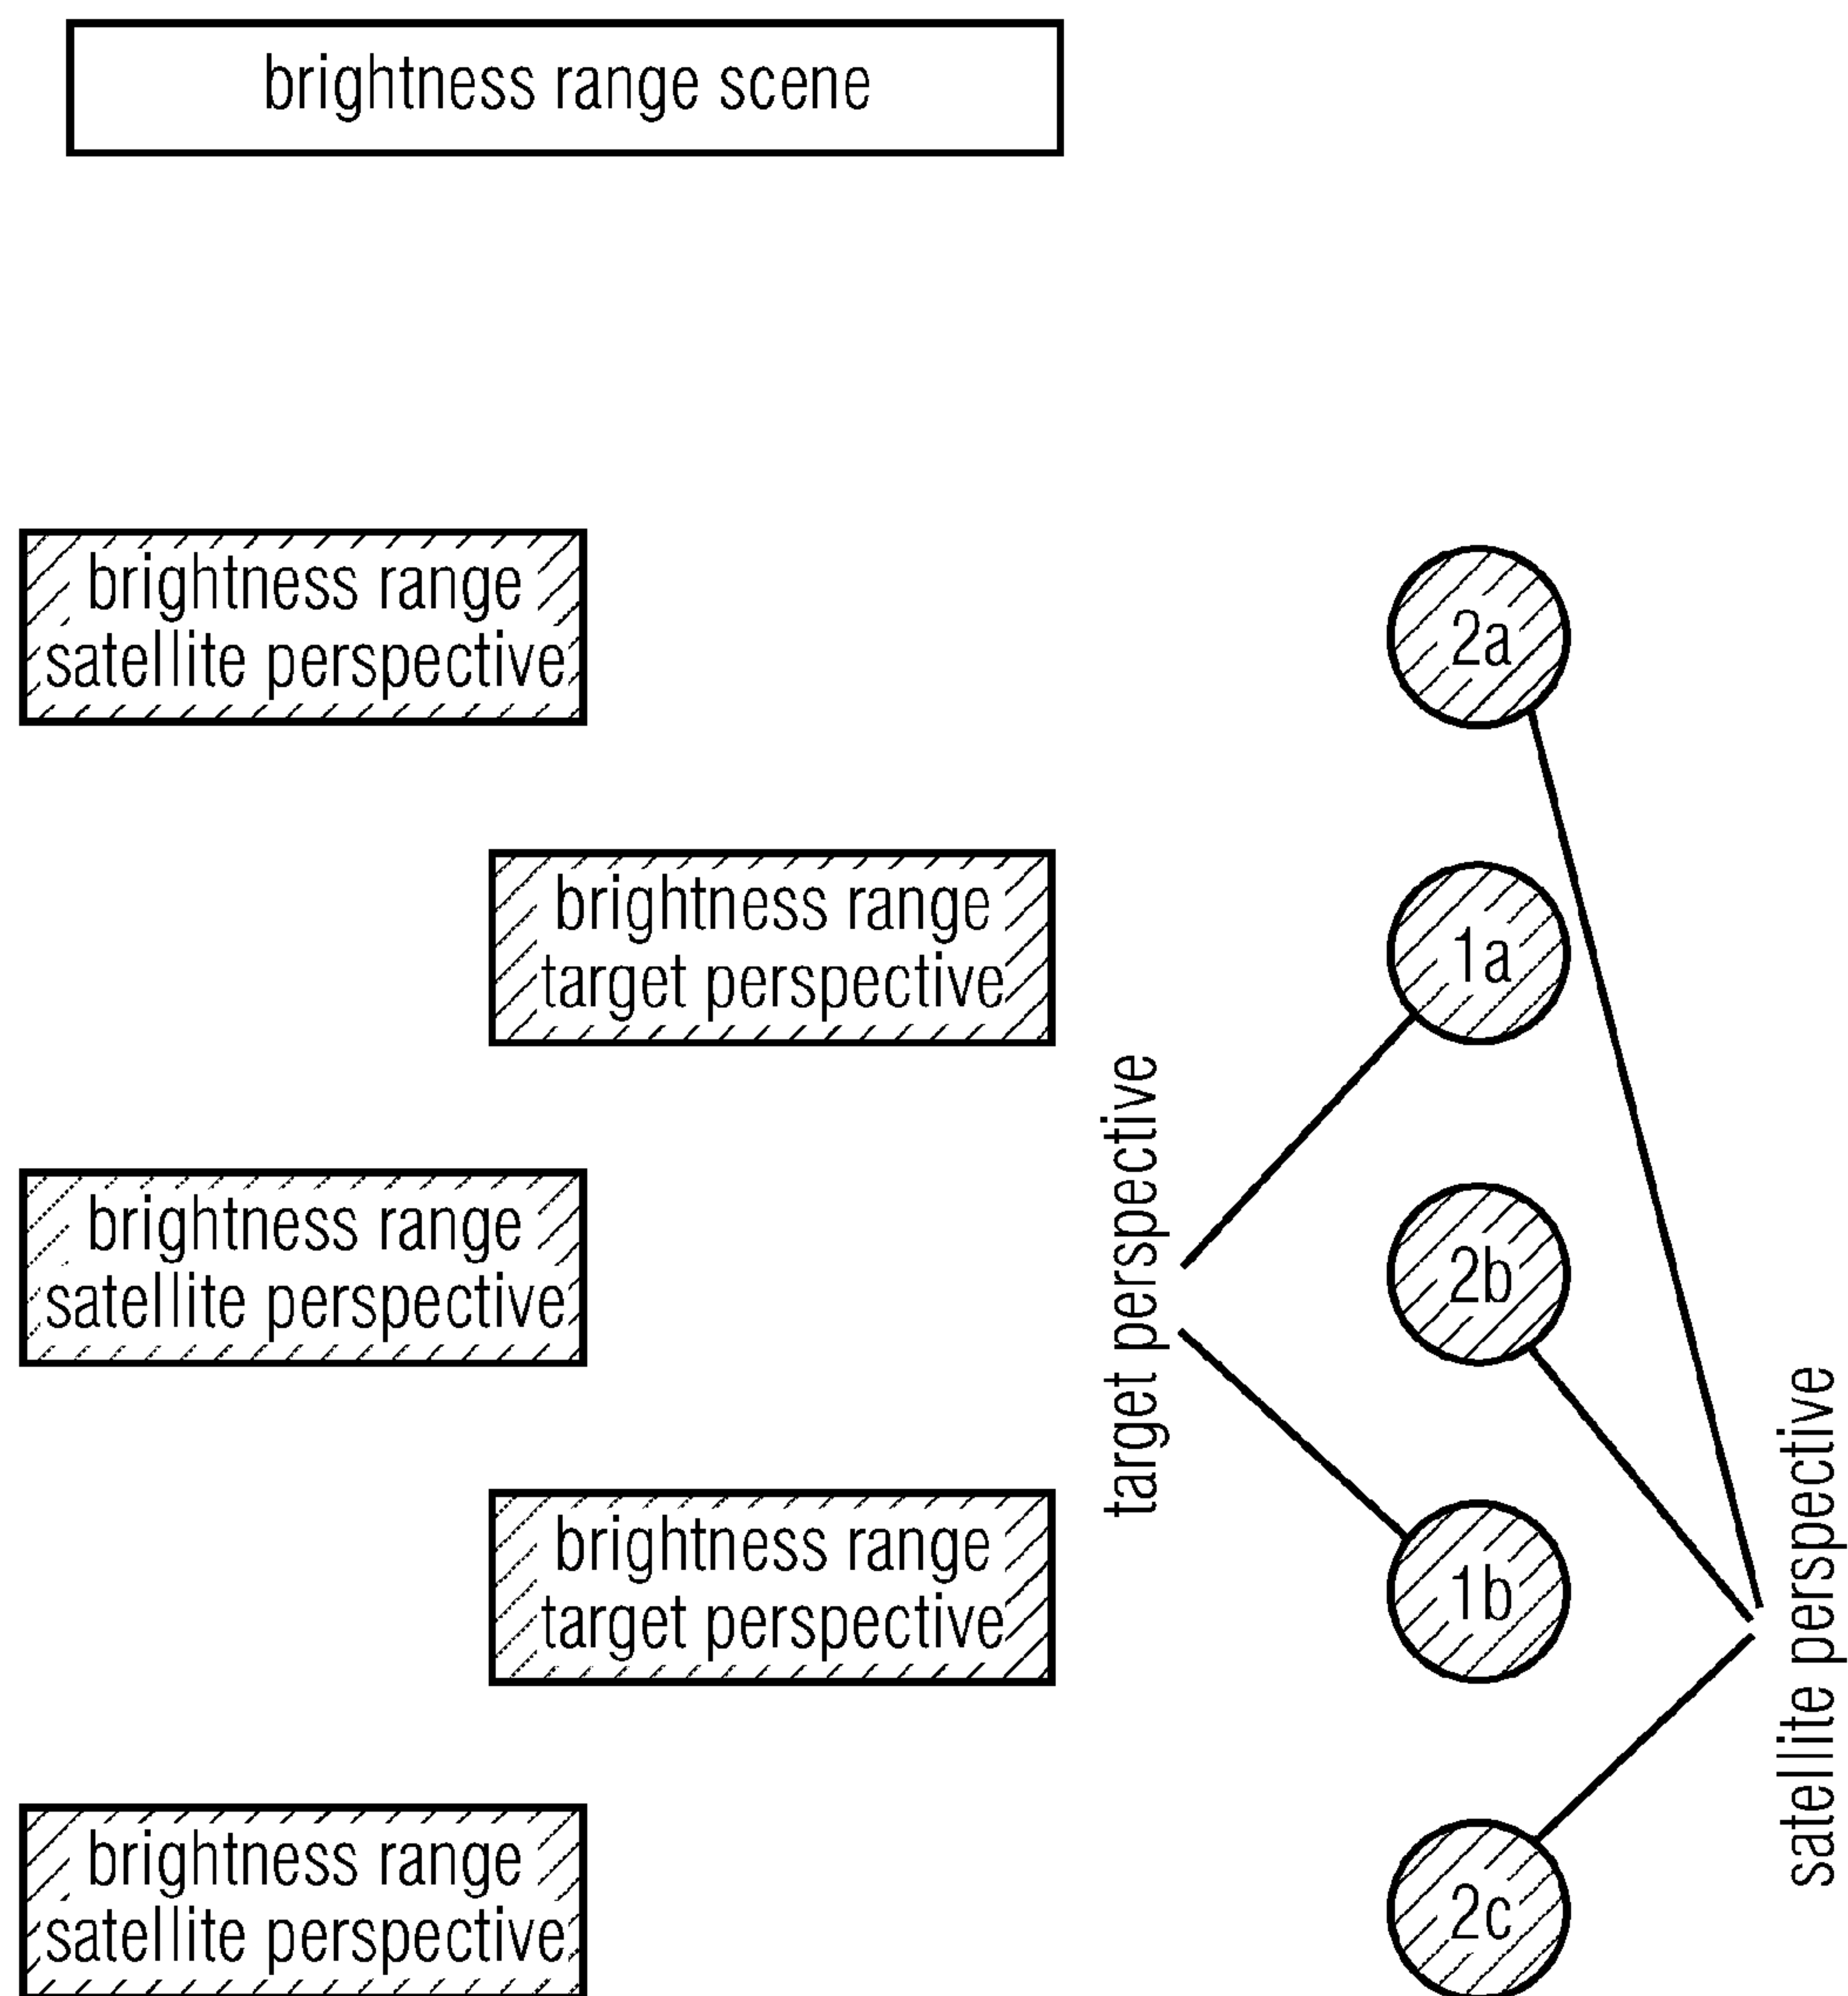 brightness range scene
brightness range
satellite perspective
2a
brightness range
target perspective
1a
target perspective
brightness range
satellite perspective
2b
brightness range
target perspective
1b
satellite perspective
brightness range
satellite perspective
2c